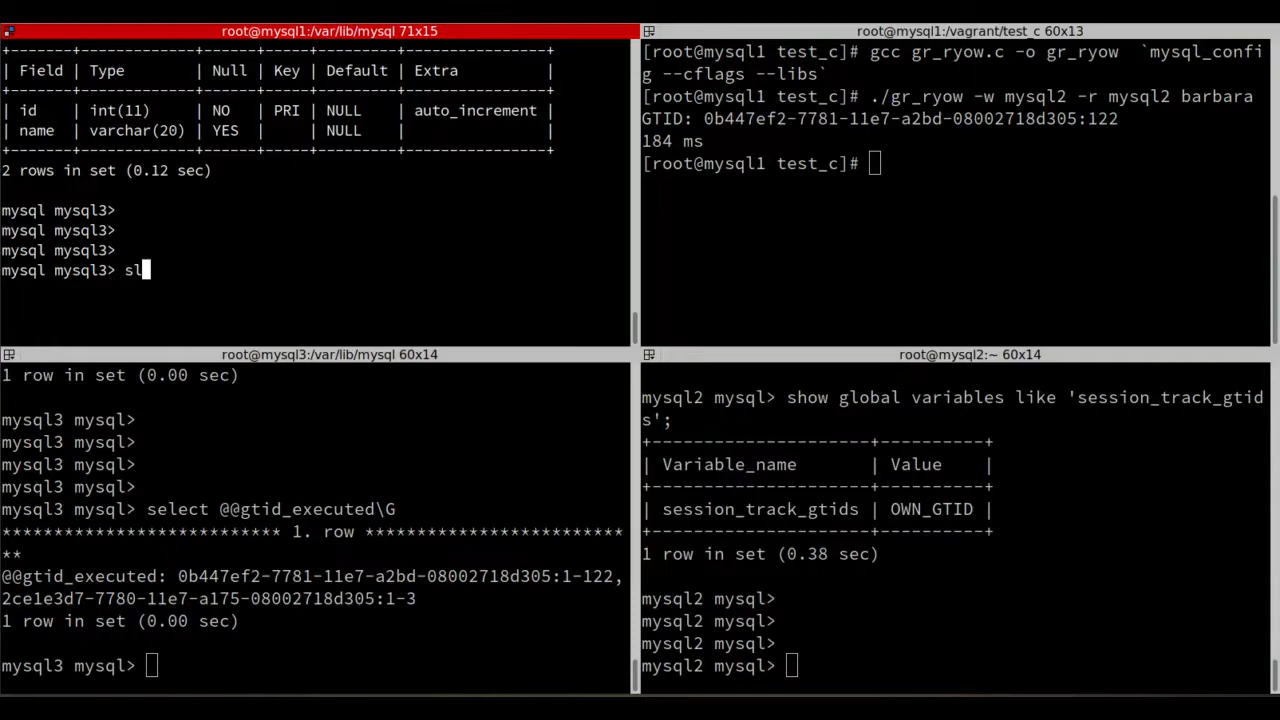 root@mysql1:/var/lib/mysql 71x15
+-------+-------------+------+-----+---------+----------------+
| Field | Type        | Null | Key | Default | Extra          |
+-------+-------------+------+-----+---------+----------------+
| id    | int(11)     | NO   | PRI | NULL    | auto_increment |
| name  | varchar(20) | YES  |     | NULL    |                |
+-------+-------------+------+-----+---------+----------------+
2 rows in set (0.12 sec)
mysql mysql3>
mysql mysql3>
mysql mysql3>
mysql mysql3> sl
root@mysql1:/vagrant/test_c 60x13
[root@mysql1 test_c]# gcc gr_ryow.c -o gr_ryow  `mysql_confi
g --cflags --libs`
[root@mysql1 test_c]# ./gr_ryow -w mysql2 -r mysql2 barbara
GTID: 0b447ef2-7781-11e7-a2bd-08002718d305:122
184 ms
[root@mysql1 test_c]#
root@mysql3:/var/lib/mysql 60x14
1 row in set (0.00 sec)
mysql3 mysql>
mysql3 mysql>
mysql3 mysql>
mysql3 mysql>
mysql3 mysql> select @@gtid_executed\G
*************************** 1. row *************************
**
@@gtid_executed: 0b447ef2-7781-11e7-a2bd-08002718d305:1-122,
2ce1e3d7-7780-11e7-a175-08002718d305:1-3
1 row in set (0.00 sec)
mysql3 mysql>
root@mysql2:~ 60x14
mysql2 mysql> show global variables like 'session_track_gtid
s';
+---------------------+----------+
| Variable_name       | Value    |
+---------------------+----------+
| session_track_gtids | OWN_GTID |
+---------------------+----------+
1 row in set (0.38 sec)
mysql2 mysql>
mysql2 mysql>
mysql2 mysql>
mysql2 mysql>